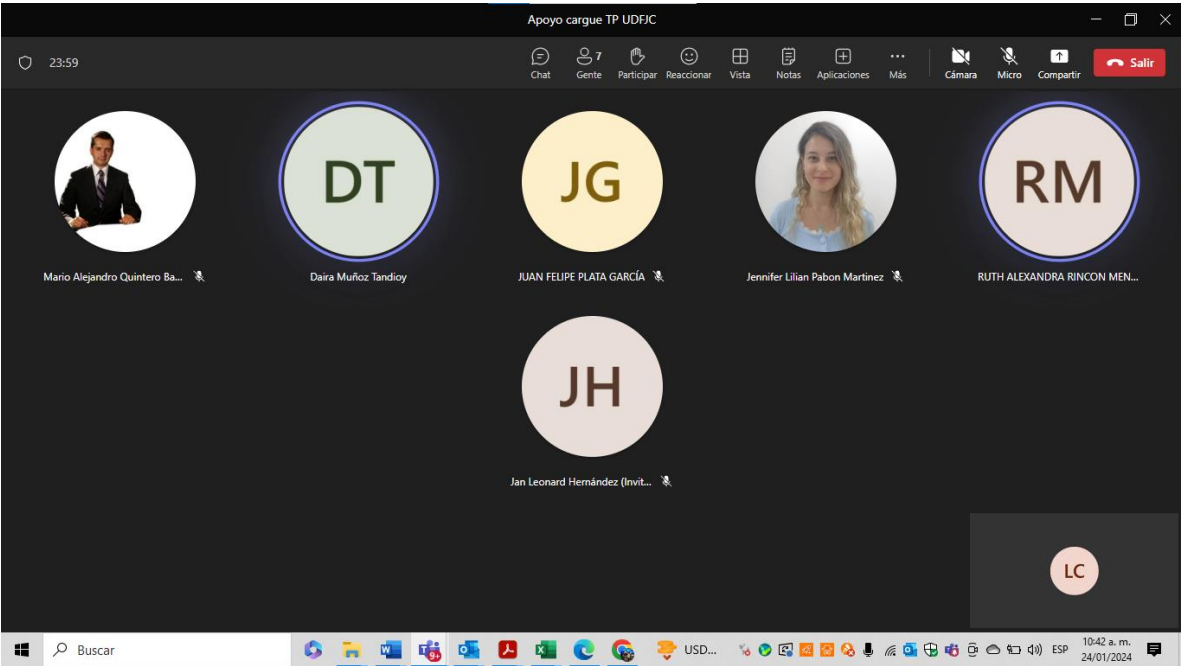 Apoyo cargue TP UDFJC
23:59
Chat
Gente 7
Participar
Reaccionar
Vista
Notas
Aplicaciones
Más
Cámara
Micro
Compartir
Salir
DT
JG
RM
Mario Alejandro Quintero Ba...
Daira Muñoz Tandioy
JUAN FELIPE PLATA GARCÍA
Jennifer Lilian Pabon Martinez
RUTH ALEXANDRA RINCON MEN...
JH
Jan Leonard Hernández (Invit...
LC
Buscar
9+
USD...
ESP
10:42 a. m.
24/01/2024